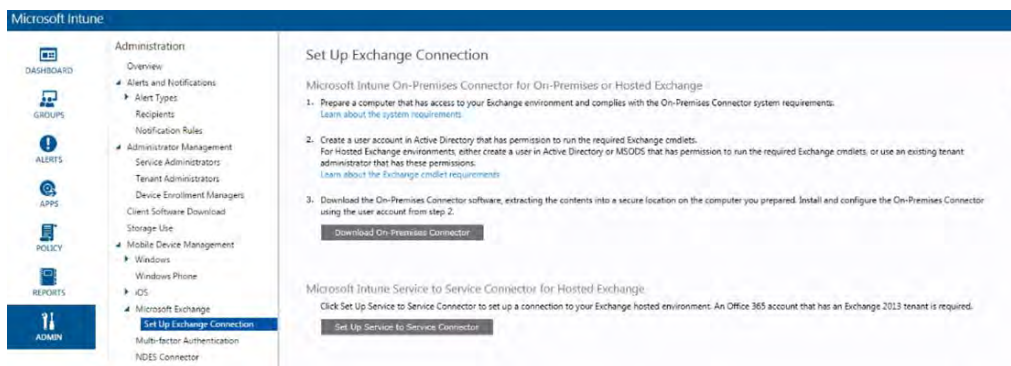 Microsoft Intune
DASHBOARD
GROUPS
ALERTS
APPS
POLICY
REPORTS
ADMIN
Administration
Overview
Alerts and Notifications
Alert Types
Recipients
Notification Rules
Administrator Management
Service Administrators
Tenant Administrators
Device Enrollment Managers
Client Software Download
Storage Use
Mobile Device Management
Windows
Windows Phone
iOS
Microsoft Exchange
Set Up Exchange Connection
Multi-factor Authentication
NDES Connector
Set Up Exchange Connection
Microsoft Intune On-Premises Connector for On-Premises or Hosted Exchange
1. Prepare a computer that has access to your Exchange environment and complies with the On-Premises Connector system requirements.
Learn about the system requirements
2. Create a user account in Active Directory that has permission to run the required Exchange cmdlets.
For Hosted Exchange environments, either create a user in Active Directory or MSODS that has permission to run the required Exchange cmdlets, or use an existing tenant
administrator that has these permissions.
Learn about the Exchange cmdlet requirements
3. Download the On-Premises Connector software, extracting the contents into a secure location on the computer you prepared. Install and configure the On-Premises Connector
using the user account from step 2.
Download On-Premises Connector
Microsoft Intune Service to Service Connector for Hosted Exchange
Click Set Up Service to Service Connector to set up a connection to your Exchange hosted environment. An Office 365 account that has an Exchange 2013 tenant is required.
Set Up Service to Service Connector